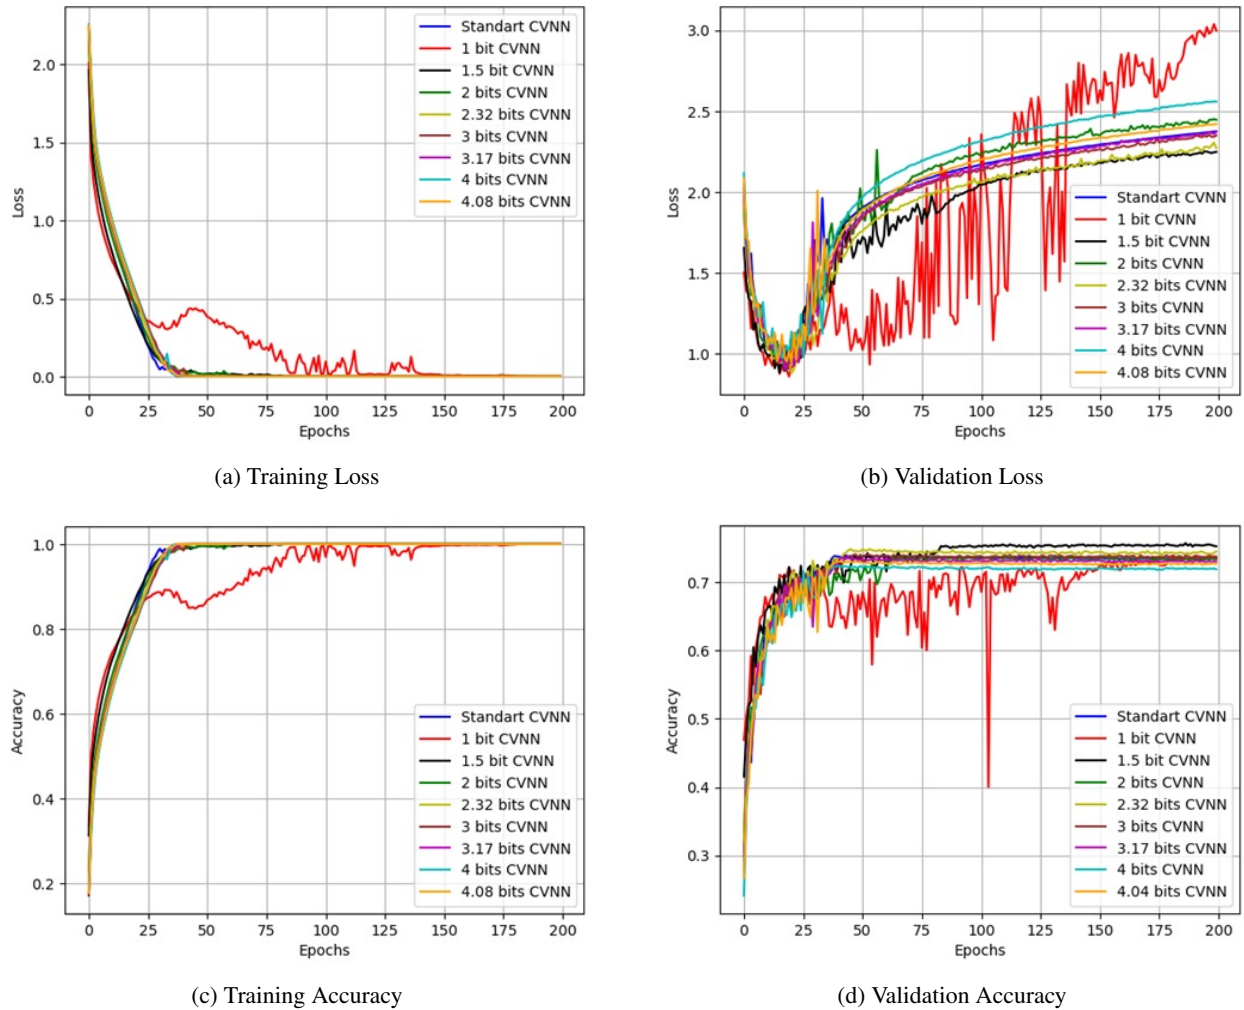 2.0
1.5
1.0
0.5
0.0
Loss
0 25 50 75 100 125 150 175 200
Epochs
Standart CVNN
1 bit CVNN
1.5 bit CVNN
2 bits CVNN
2.32 bits CVNN
3 bits CVNN
3.17 bits CVNN
4 bits CVNN
4.08 bits CVNN
(a) Training Loss
3.0
2.5
2.0
1.5
1.0
Loss
0 25 50 75 100 125 150 175 200
Epochs
Standart CVNN
1 bit CVNN
1.5 bit CVNN
2 bits CVNN
2.32 bits CVNN
3 bits CVNN
3.17 bits CVNN
4 bits CVNN
4.08 bits CVNN
(b) Validation Loss
1.0
0.8
0.6
0.4
0.2
Accuracy
0 25 50 75 100 125 150 175 200
Epochs
Standart CVNN
1 bit CVNN
1.5 bit CVNN
2 bits CVNN
2.32 bits CVNN
3 bits CVNN
3.17 bits CVNN
4 bits CVNN
4.08 bits CVNN
(c) Training Accuracy
0.7
0.6
0.5
0.4
0.3
Accuracy
0 25 50 75 100 125 150 175 200
Epochs
Standart CVNN
1 bit CVNN
1.5 bit CVNN
2 bits CVNN
2.32 bits CVNN
3 bits CVNN
3.17 bits CVNN
4 bits CVNN
4.04 bits CVNN
(d) Validation Accuracy